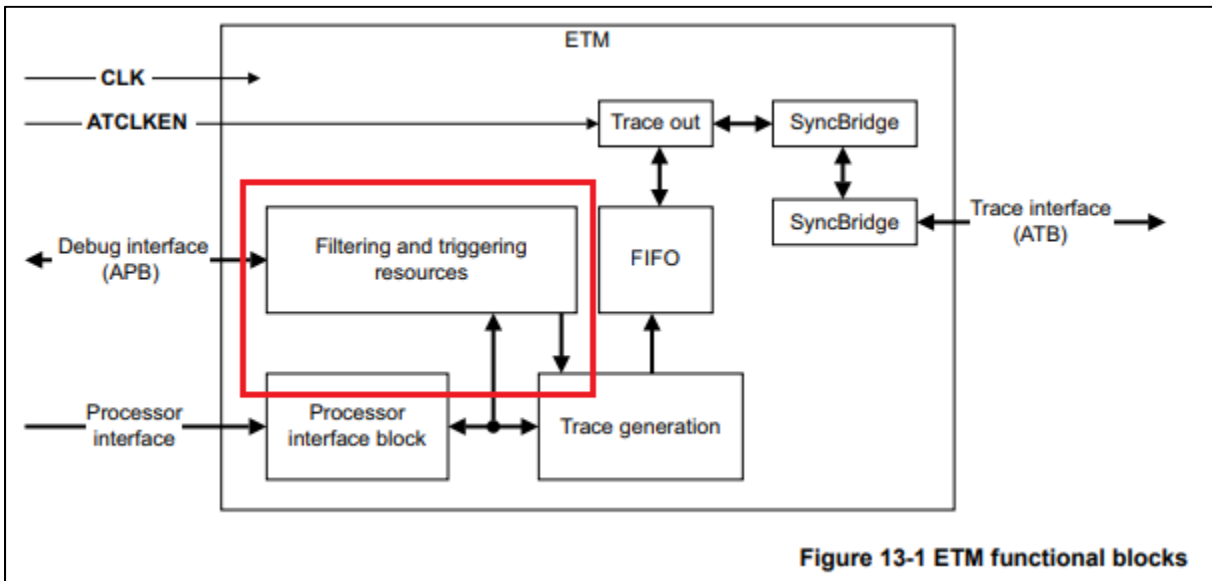 ETM
CLK
ATCLKEN
Trace out
SyncBridge
SyncBridge
Trace interface
(ATB)
Debug interface
(APB)
Filtering and triggering
resources
FIFO
Processor
interface
Processor
interface block
Trace generation
Figure 13-1 ETM functional blocks